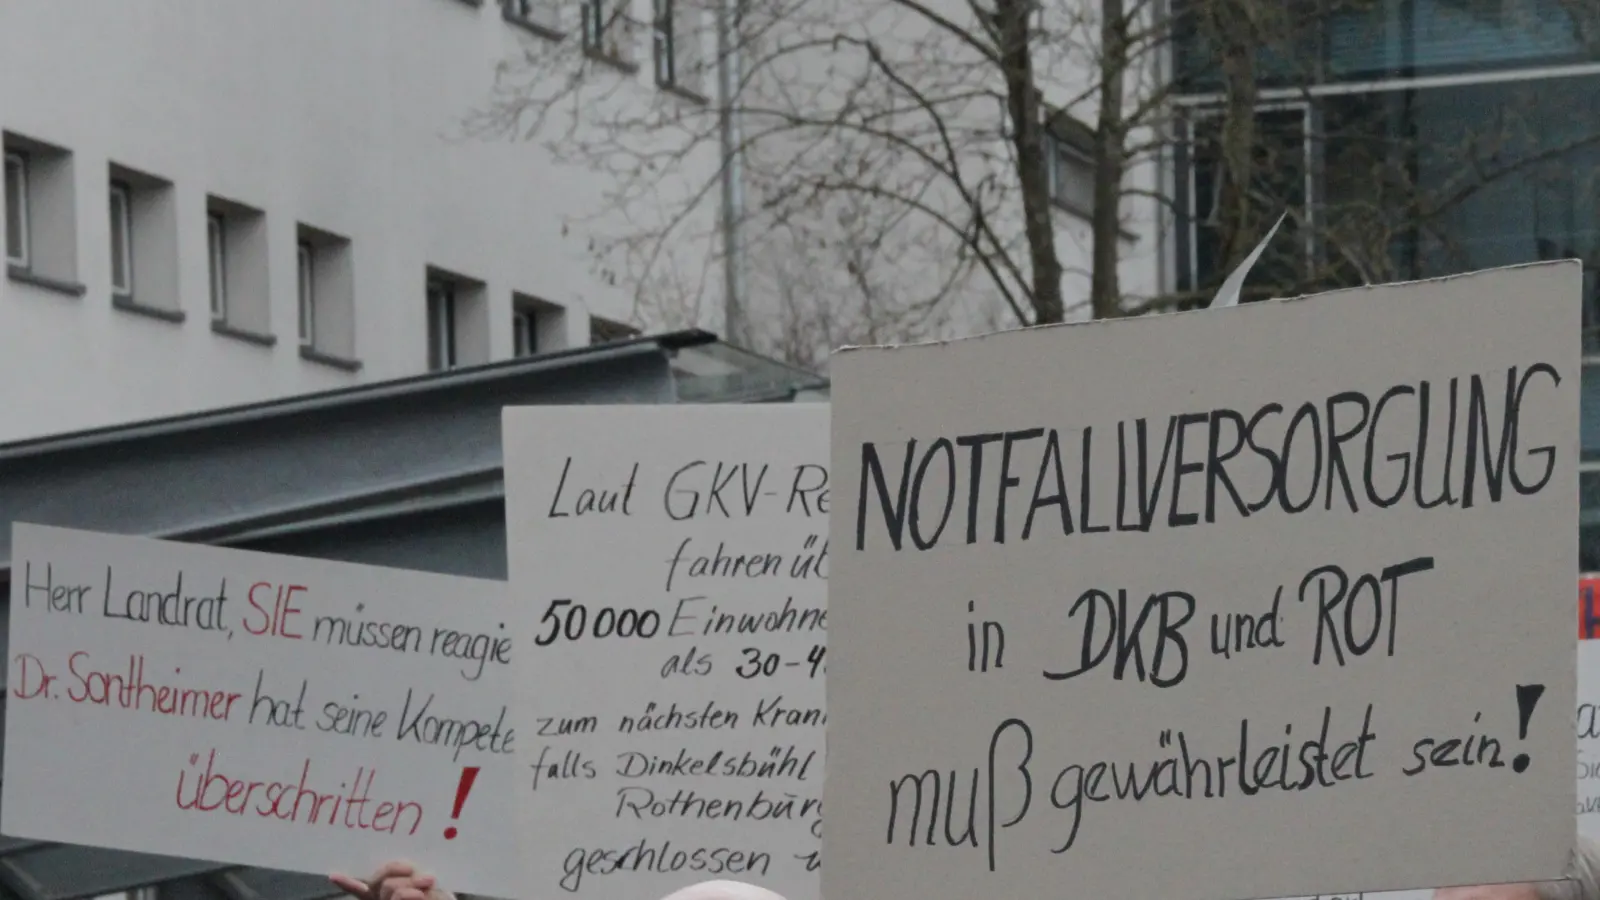 Herr Landrat, SIE müssen reagie
Dr. Sontheimer hat seine Kompete
überschritten!
Laut GKV-Re
fahren üb
50000 Einwohne
als 30-4
zum nächsten Kran
falls Dinkelsbühl
Rothenburg
geschlossen
NOTFALLVERSORGUNG
in DKB und ROT
muß gewährleistet sein!